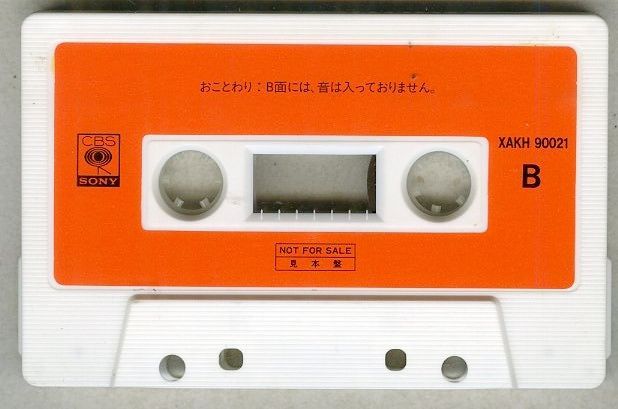 おことわり：B面には、音は入っておりません。
XAKH 90021
B
CBS
SONY
NOT FOR SALE
見本盤